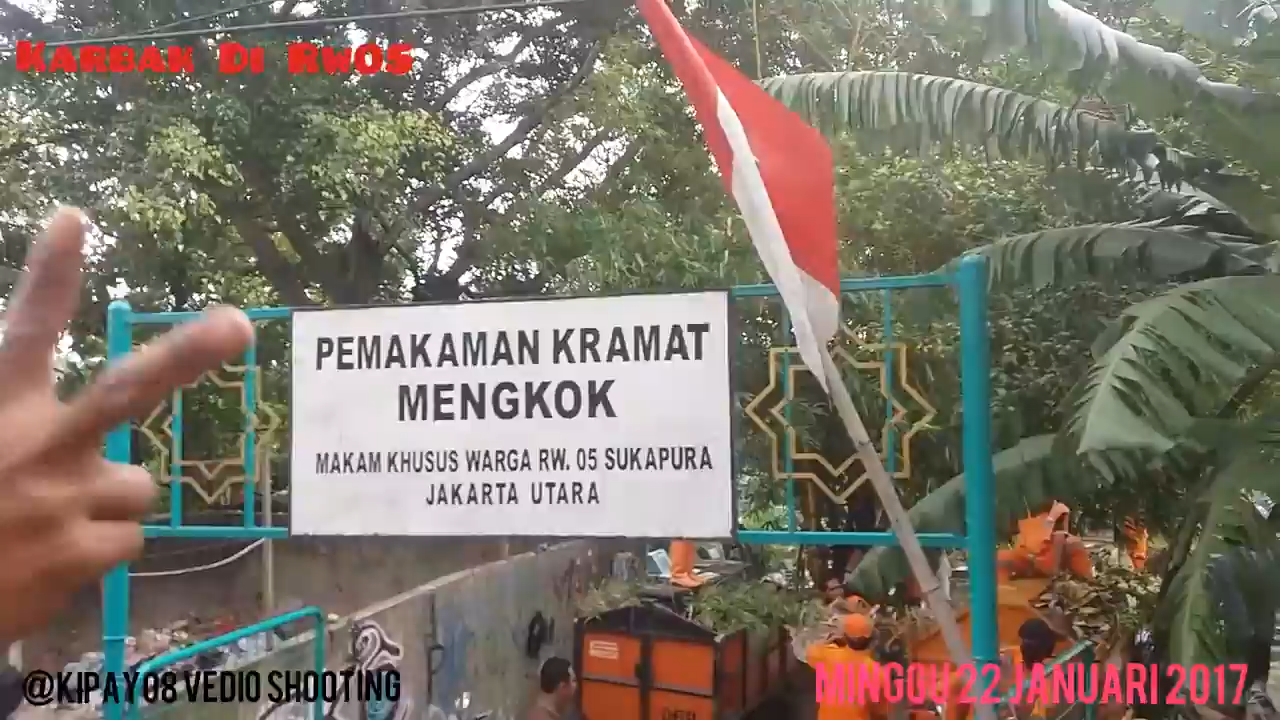 Karbak Di Rw05
PEMAKAMAN KRAMAT
MENGKOK
MAKAM KHUSUS WARGA RW. 05 SUKAPURA
JAKARTA UTARA
@KIPAY08 VEDIO SHOOTING
MINGGU 22 JANUARI 2017